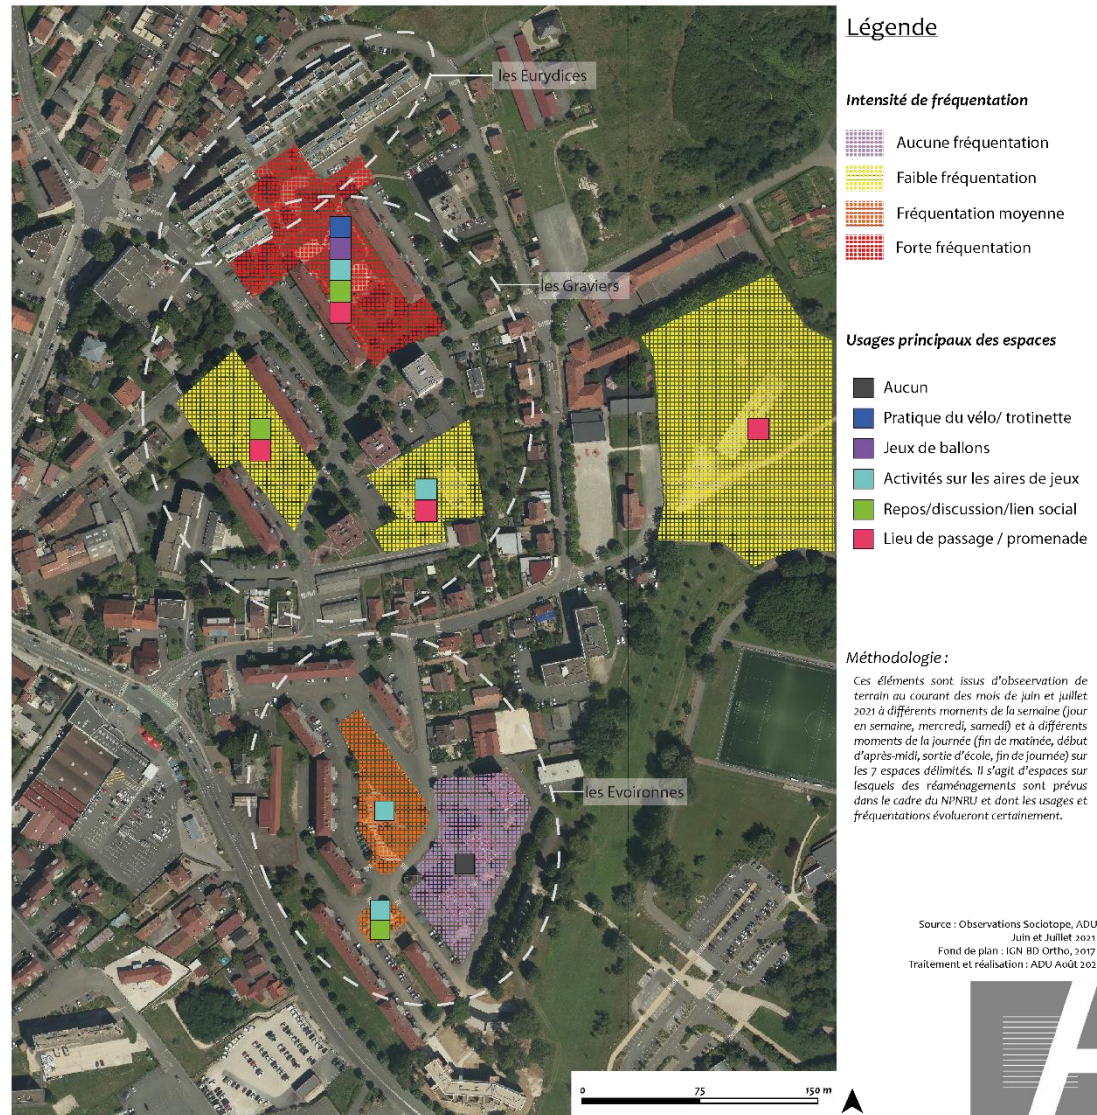 les Eurydices
les Graviers
les Evoironnes
0 75 150 m
Légende
Intensité de fréquentation
Aucune fréquentation
Faible fréquentation
Fréquentation moyenne
Forte fréquentation
Usages principaux des espaces
Aucun
Pratique du vélo/ trotinette
Jeux de ballons
Activités sur les aires de jeux
Repos/discussion/lien social
Lieu de passage / promenade
Méthodologie :
Ces éléments sont issus d'observation de
terrain au courant des mois de juin et juillet
2021 à différents moments de la semaine (jour
en semaine, mercredi, samedi) et à différents
moments de la journée (fin de matinée, début
d'après-midi, sortie d'école, fin de journée) sur
les 7 espaces délimités. Il s'agit d'espaces sur
lesquels des réaménagements sont prévus
dans le cadre du NPNRU et dont les usages et
fréquentations évolueront certainement.
Source : Observations Sociotope, ADU
Juin et Juillet 2021
Fond de plan : IGN BD Ortho, 2017
Traitement et réalisation : ADU Août 202